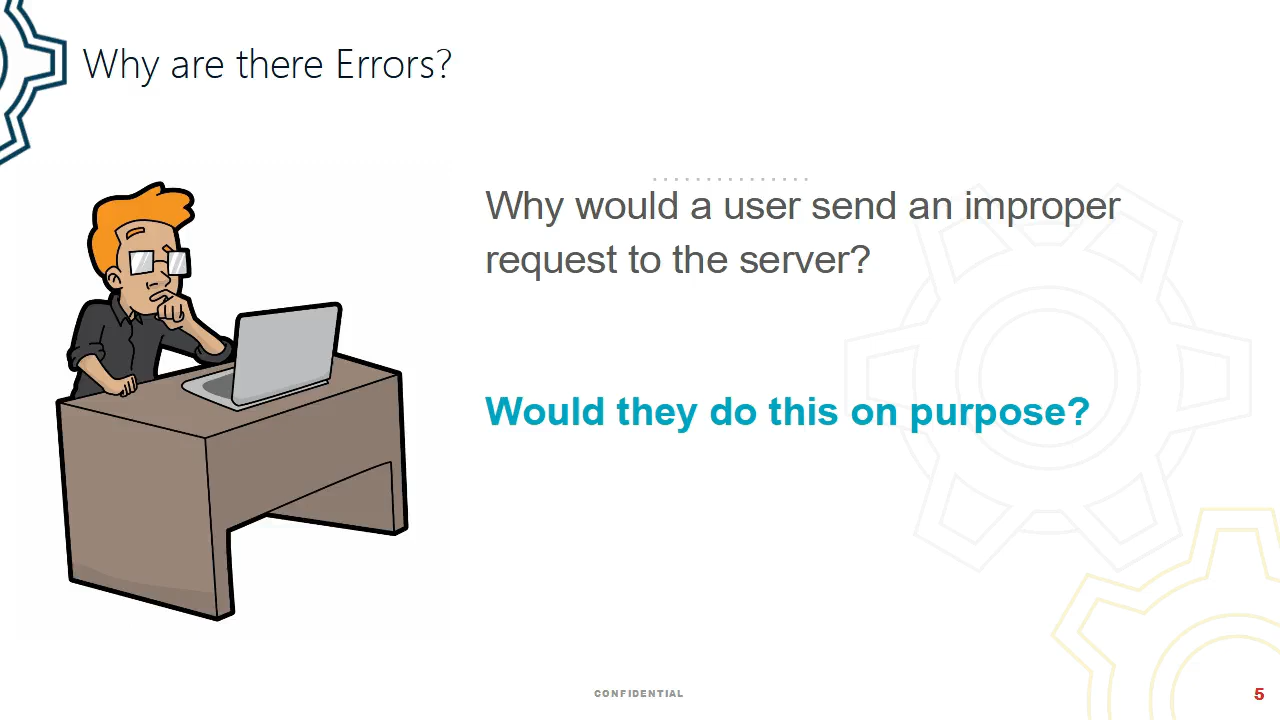 Why are there Errors?
Why would a user send an improper
request to the server?
Would they do this on purpose?
CONFIDENTIAL
5